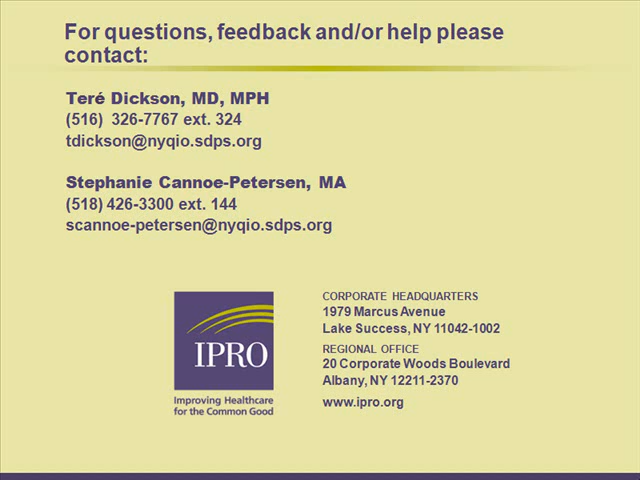 For questions, feedback and/or help please
contact:
Teré Dickson, MD, MPH
(516)  326-7767 ext. 324
tdickson@nyqio.sdps.org
Stephanie Cannoe-Petersen, MA
(518) 426-3300 ext. 144
scannoe-petersen@nyqio.sdps.org
IPRO
Improving Healthcare
for the Common Good
CORPORATE HEADQUARTERS
1979 Marcus Avenue
Lake Success, NY 11042-1002
REGIONAL OFFICE
20 Corporate Woods Boulevard
Albany, NY 12211-2370
www.ipro.org